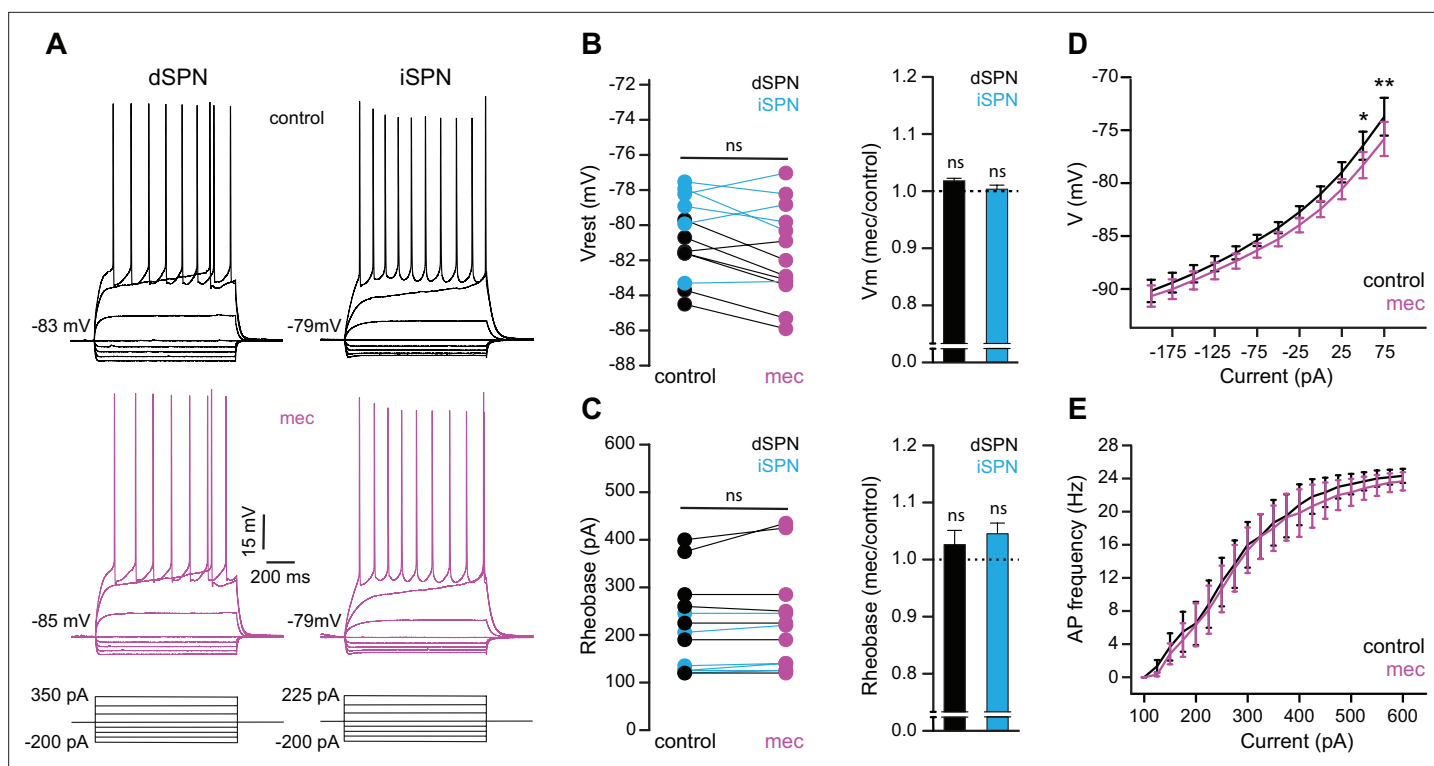 A
dSPN
iSPN
control
-83 mV
-79mV
mec
15 mV
200 ms
-85 mV
-79mV
350 pA
225 pA
-200 pA
-200 pA
B
Vrest (mV)
-72
-74
-76
-78
-80
-82
-84
-86
-88
dSPN
iSPN
ns
control
mec
Vm (mec/control)
1.2
1.1
1.0
0.9
0.8
0.0
dSPN
iSPN
ns
ns
C
Rheobase (pA)
600
500
400
300
200
100
0
dSPN
iSPN
ns
control
mec
Rheobase (mec/control)
1.2
1.1
1.0
0.9
0.8
0.0
dSPN
iSPN
ns
ns
D
V (mV)
-70
-75
-80
-85
-90
*
**
control
mec
-175
-125
-75
-25
25
75
Current (pA)
E
AP frequency (Hz)
28
24
20
16
12
8
4
0
control
mec
100
200
300
400
500
600
Current (pA)